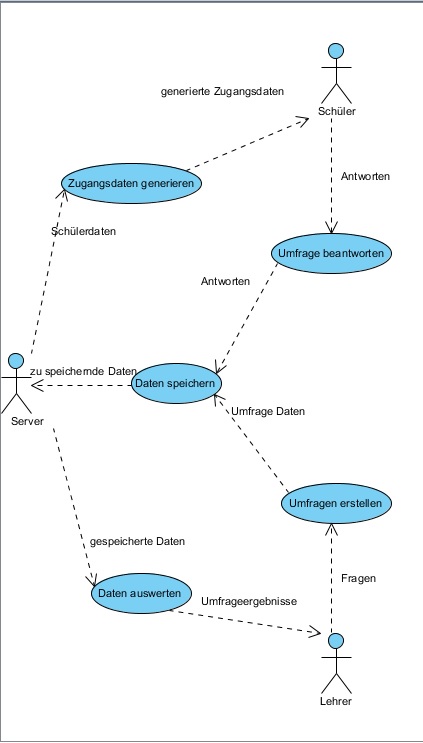 generierte Zugangsdaten
Schüler
Zugangsdaten generieren
Antworten
Schülerdaten
Umfrage beantworten
Antworten
zu speichernde Daten
Daten speichern
Server
Umfrage Daten
Umfragen erstellen
gespeicherte Daten
Fragen
Daten auswerten
Umfrageergebnisse
Lehrer